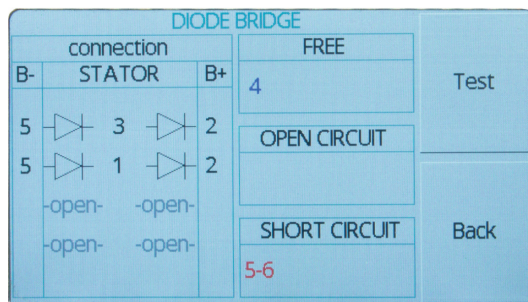 DIODE BRIDGE
connection
B- STATOR B+
5 3 2
5 1 2
-open- -open-
-open- -open-
FREE
4
OPEN CIRCUIT
SHORT CIRCUIT
5-6
Test
Back